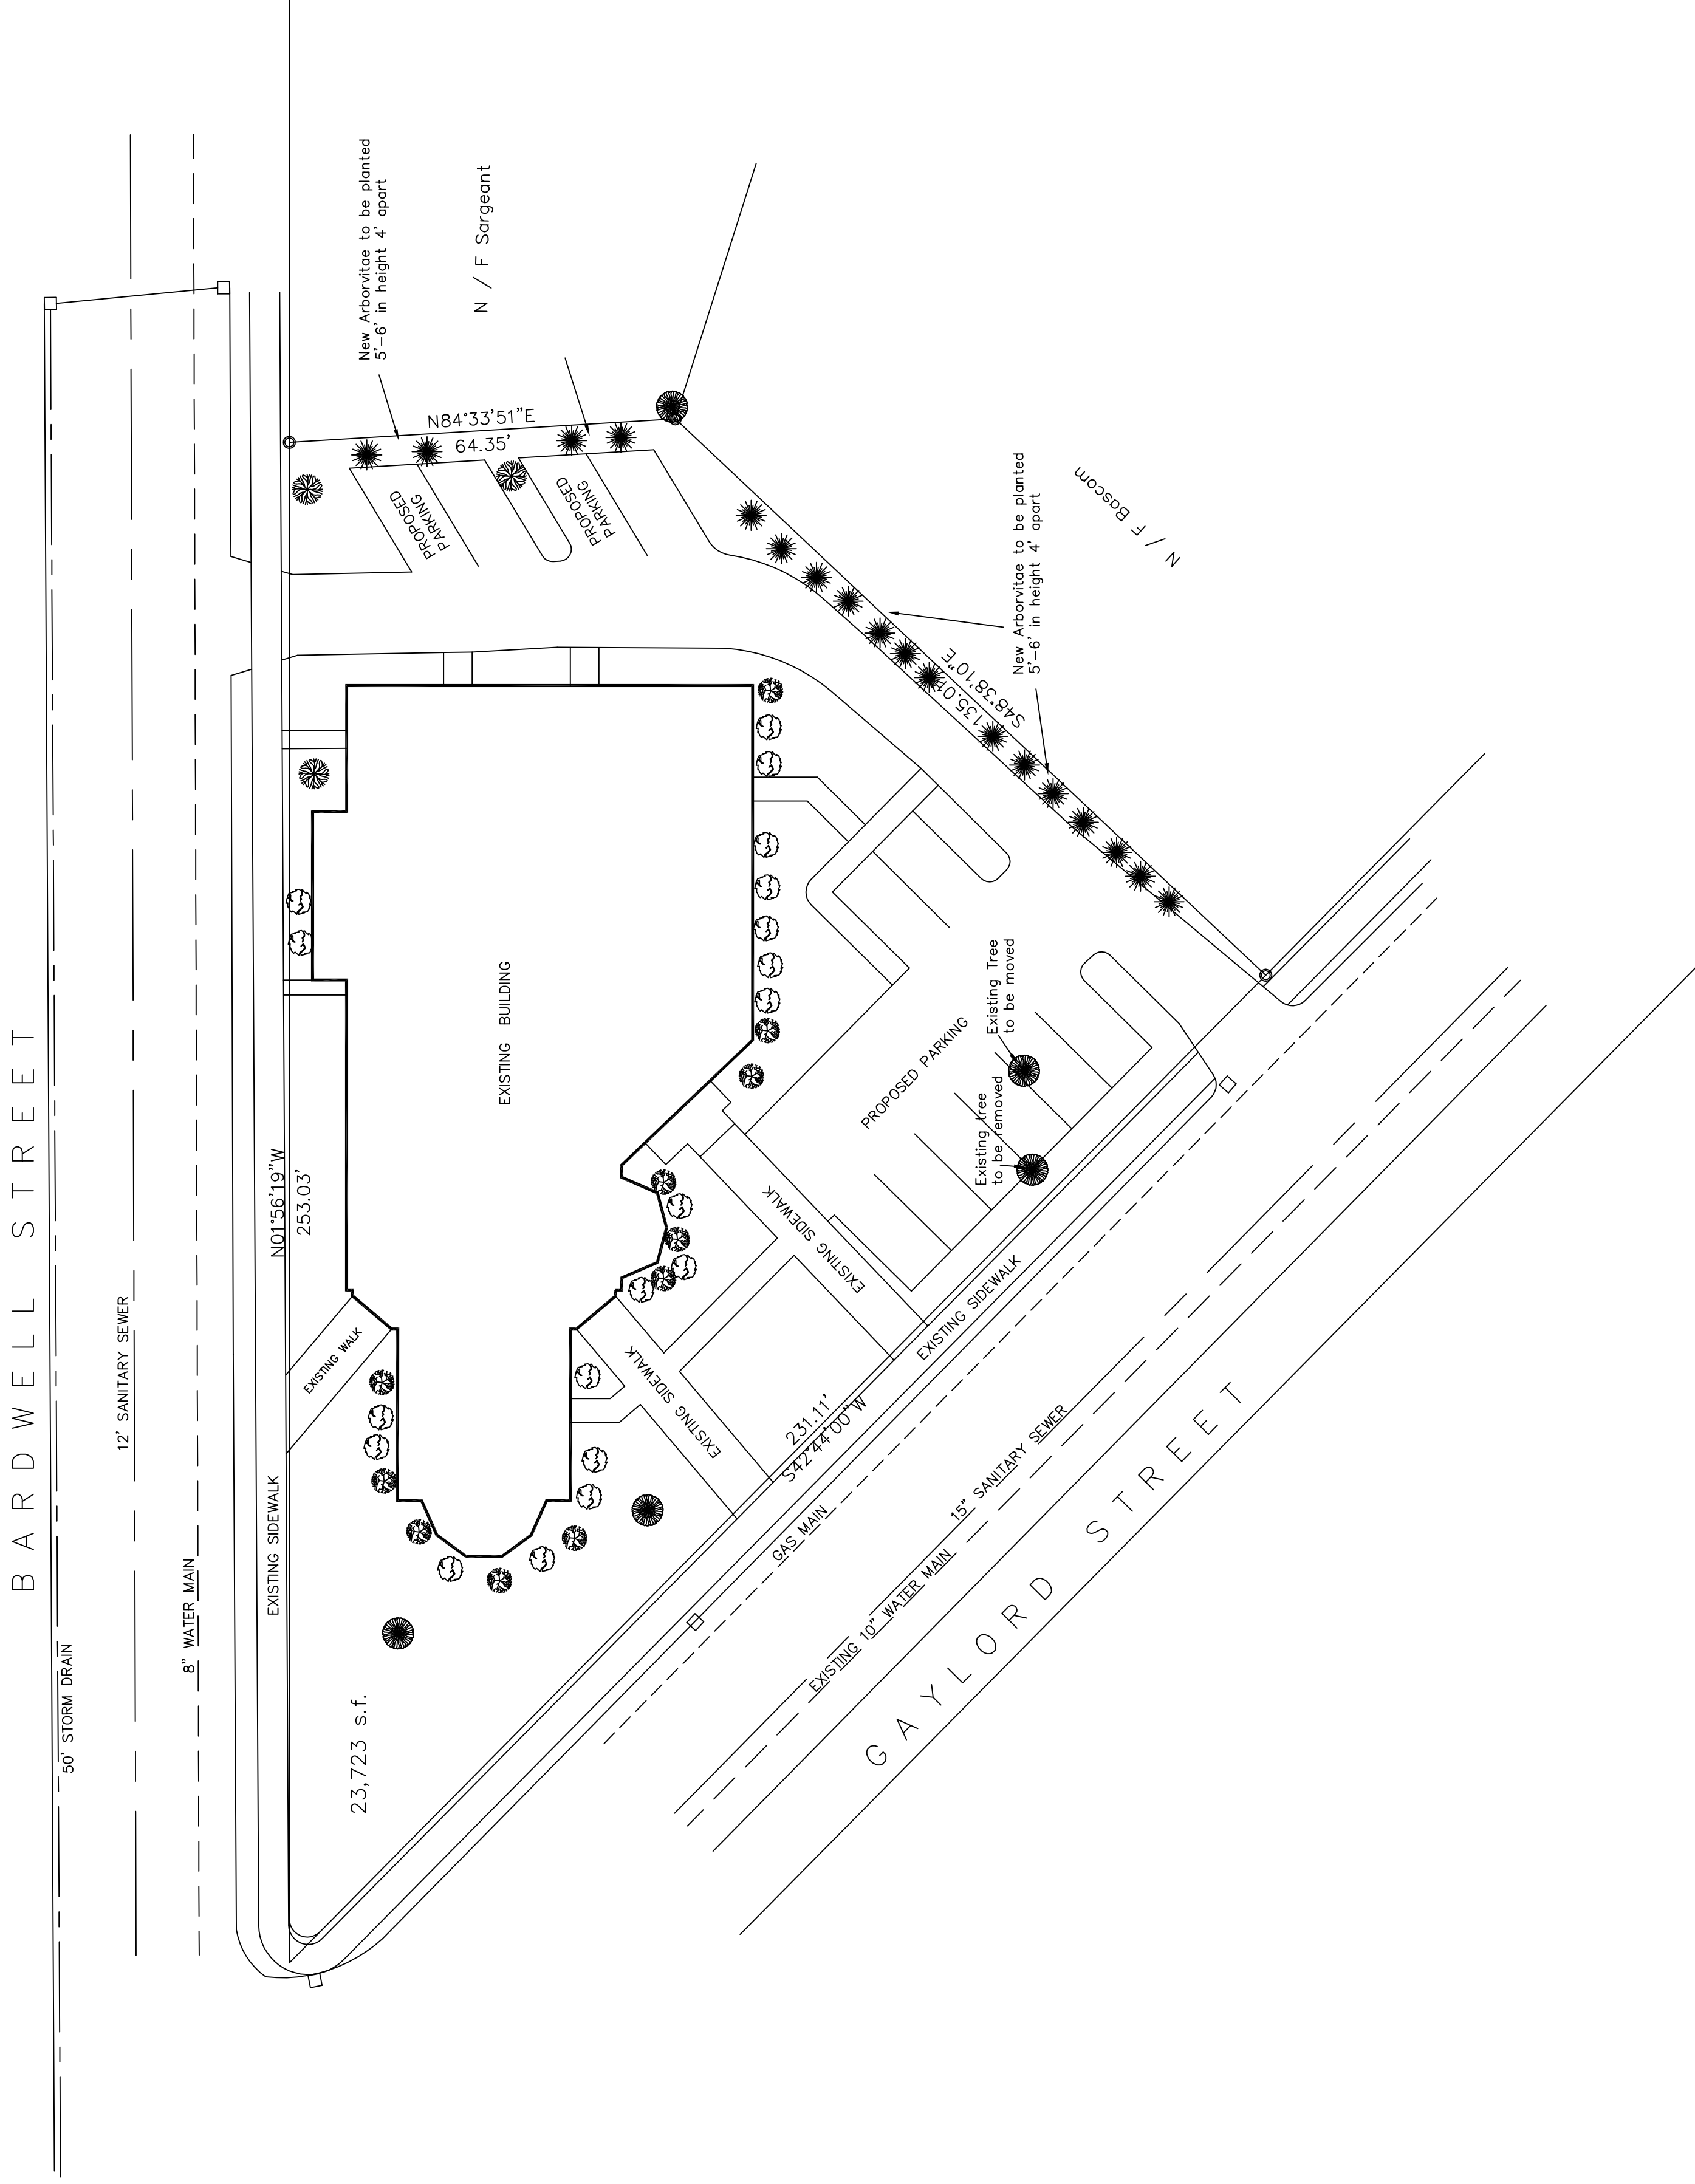 BARDWELL STREET
50' STORM DRAIN
12' SANITARY SEWER
8" WATER MAIN
EXISTING SIDEWALK
N01°56'19"W
253.03'
EXISTING WALK
23,723 s.f.
New Arborvitae to be planted
5'-6' in height 4' apart
N / F Sargeant
N84°33'51"E
64.35'
PROPOSED
PARKING
PROPOSED
PARKING
N / F Bascom
New Arborvitae to be planted
5'-6' in height 4' apart
S48°38'10"E
135.01'
EXISTING BUILDING
PROPOSED PARKING
Existing Tree
to be moved
Existing tree
to be removed
EXISTING SIDEWALK
EXISTING SIDEWALK
EXISTING SIDEWALK
231.11'
S42°44'00"W
GAS MAIN
15" SANITARY SEWER
EXISTING 10" WATER MAIN
GAYLORD STREET